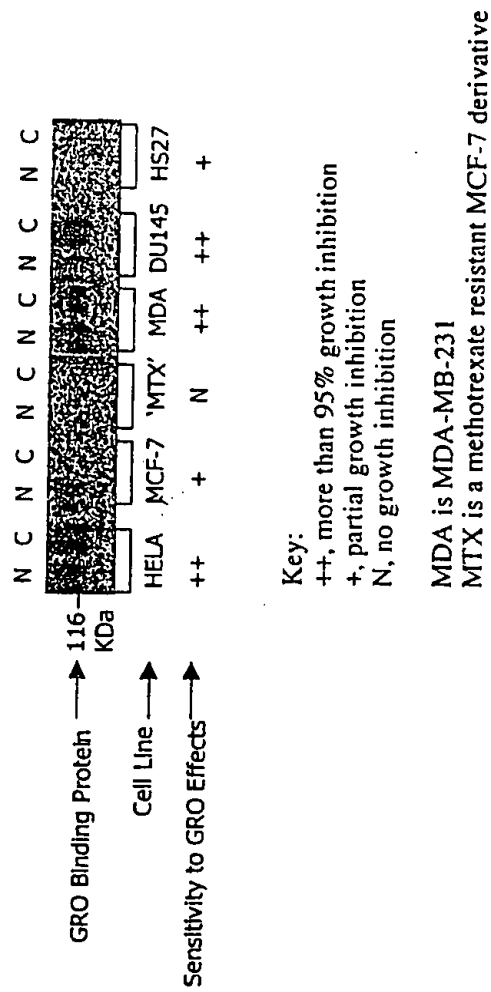 N C N C N C N C N C N C
GRO Binding Protein
116
KDa
Cell Line
HELA MCF-7 'MTX' MDA DU145 HS27
Sensitivity to GRO Effects
++ + N ++ ++ +
Key:
++, more than 95% growth inhibition
+, partial growth inhibition
N, no growth inhibition
MDA is MDA-MB-231
MTX is a methotrexate resistant MCF-7 derivative